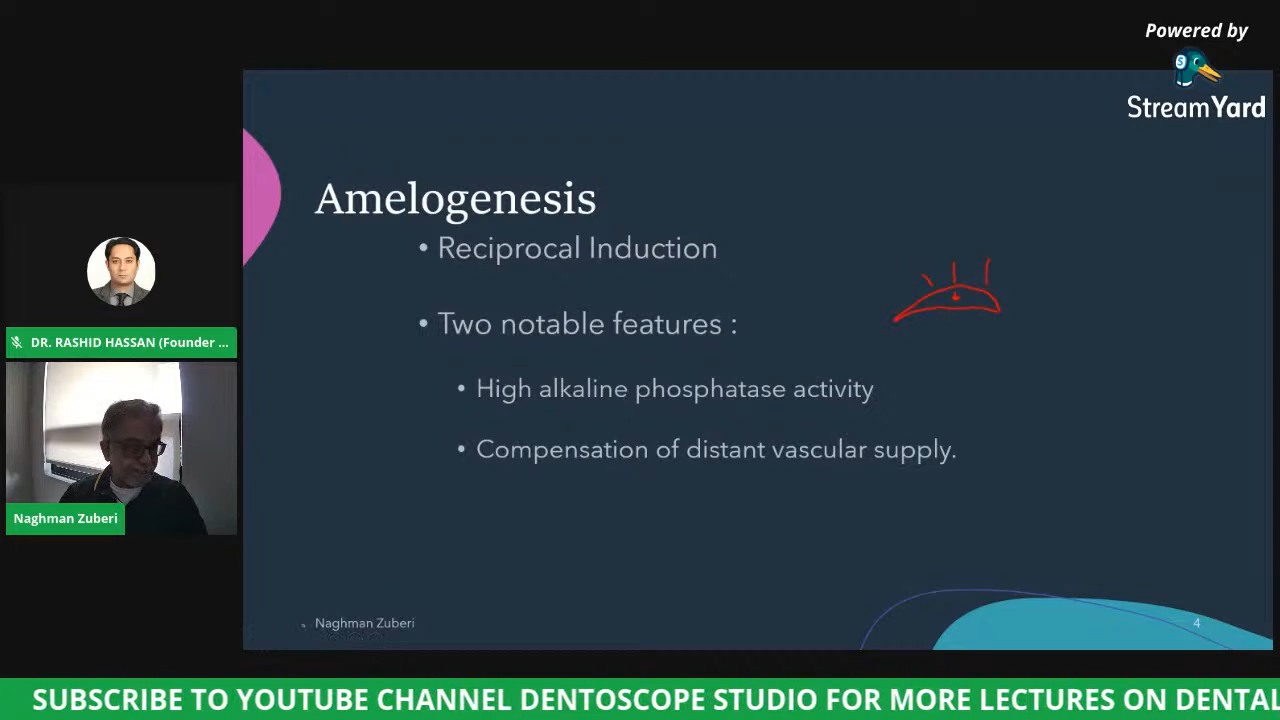 Powered by
StreamYard
Amelogenesis
• Reciprocal Induction
• Two notable features :
• High alkaline phosphatase activity
• Compensation of distant vascular supply.
DR. RASHID HASSAN (Founder ...
Naghman Zuberi
Naghman Zuberi
4
SUBSCRIBE TO YOUTUBE CHANNEL DENTOSCOPE STUDIO FOR MORE LECTURES ON DENTAL